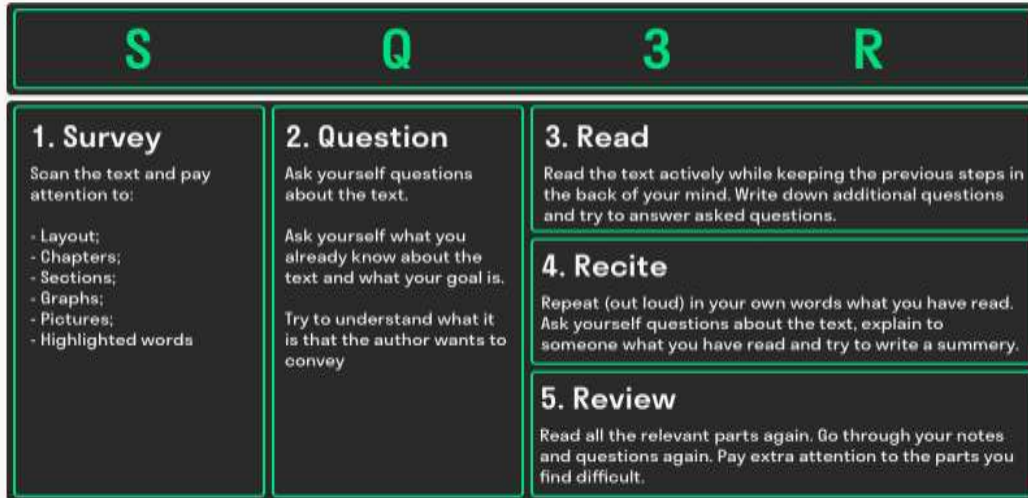 S Q 3 R
1. Survey
Scan the text and pay
attention to:
- Layout;
- Chapters;
- Sections;
- Graphs;
- Pictures;
- Highlighted words
2. Question
Ask yourself questions
about the text.
Ask yourself what you
already know about the
text and what your goal is.
Try to understand what it
is that the author wants to
convey
3. Read
Read the text actively while keeping the previous steps in
the back of your mind. Write down additional questions
and try to answer asked questions.
4. Recite
Repeat (out loud) in your own words what you have read.
Ask yourself questions about the text, explain to
someone what you have read and try to write a summery.
5. Review
Read all the relevant parts again. Go through your notes
and questions again. Pay extra attention to the parts you
find difficult.